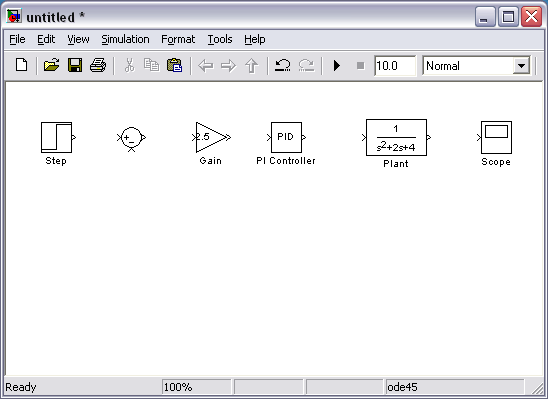 untitled *
File Edit View Simulation Format Tools Help
10.0 Normal
+ 2.5 PID 1
− s²+2s+4
Step Gain PI Controller Plant Scope
Ready 100% ode45